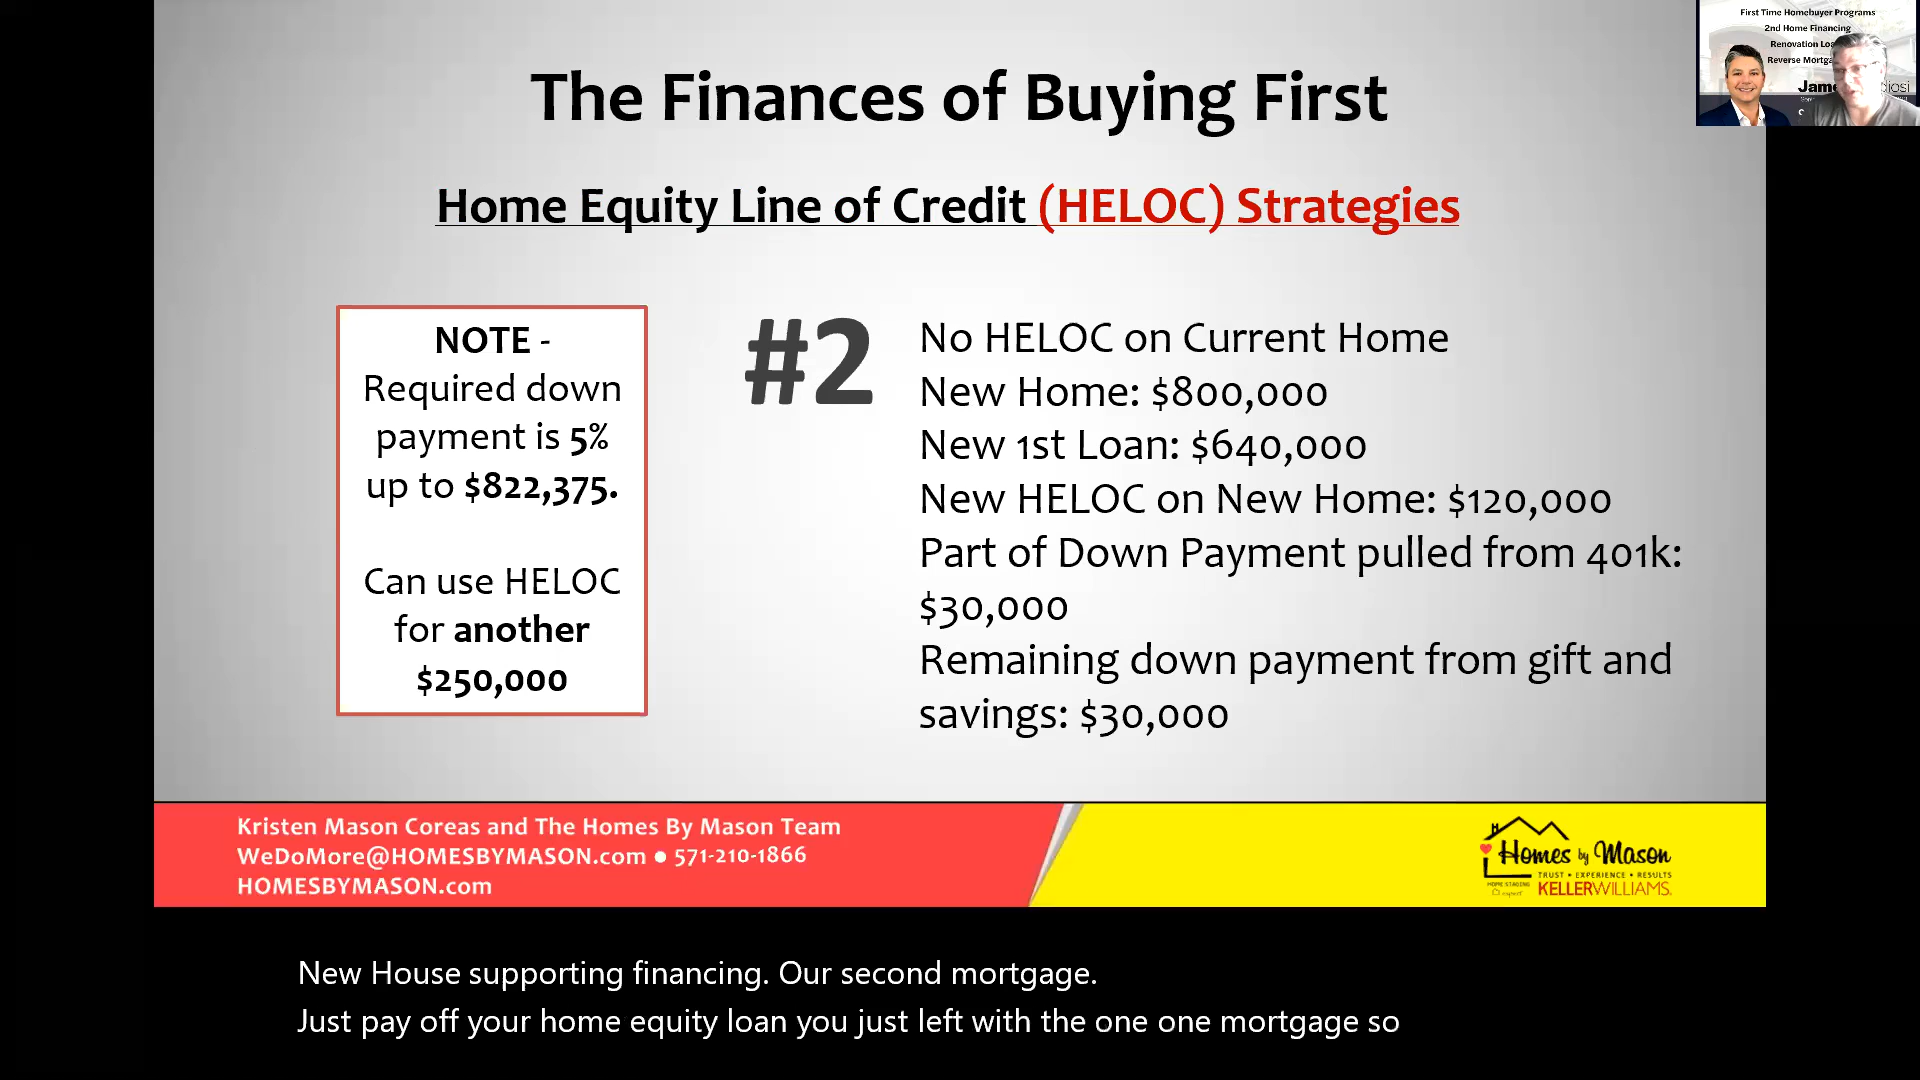 First Time Homebuyer Programs
2nd Home Financing
Renovation
Reverse
The Finances of Buying First
Home Equity Line of Credit (HELOC) Strategies
NOTE -
Required down
payment is 5%
up to $822,375.
Can use HELOC
for another
$250,000
#2
No HELOC on Current Home
New Home: $800,000
New 1st Loan: $640,000
New HELOC on New Home: $120,000
Part of Down Payment pulled from 401k:
$30,000
Remaining down payment from gift and
savings: $30,000
Kristen Mason Coreas and The Homes By Mason Team
WeDoMore@HOMESBYMASON.com ● 571-210-1866
HOMESBYMASON.com
Homes by Mason
TRUST • EXPERIENCE • RESULTS
HOME STAGING
expert
KELLERWILLIAMS.
New House supporting financing. Our second mortgage.
Just pay off your home equity loan you just left with the one one mortgage so